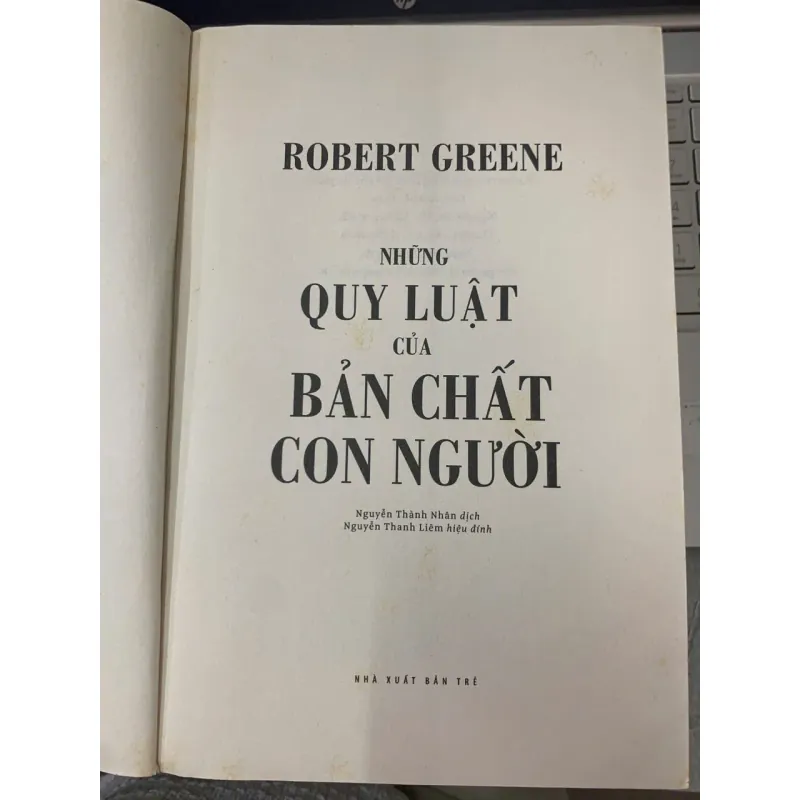 ROBERT GREENE
NHỮNG
QUY LUẬT
CỦA
BẢN CHẤT
CON NGƯỜI
Nguyễn Thành Nhân dịch
Nguyễn Thanh Liêm hiệu đính
NHÀ XUẤT BẢN TRẺ